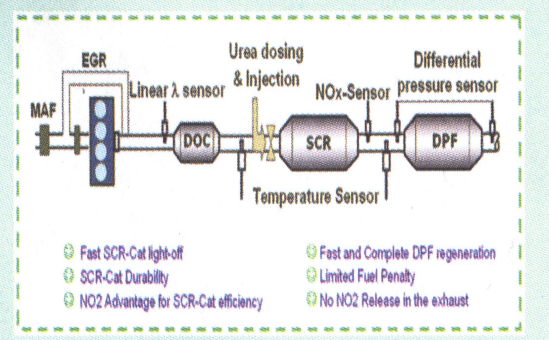 EGR
Urea dosing
& Injection
Differential
pressure sensor
Linear λ sensor
NOx-Sensor
MAF
DOC
SCR
DPF
Temperature Sensor
Fast SCR-Cat light-off
SCR-Cat Durability
NO2 Advantage for SCR-Cat efficiency
Fast and Complete DPF regeneration
Limited Fuel Penalty
No NO2 Release in the exhaust